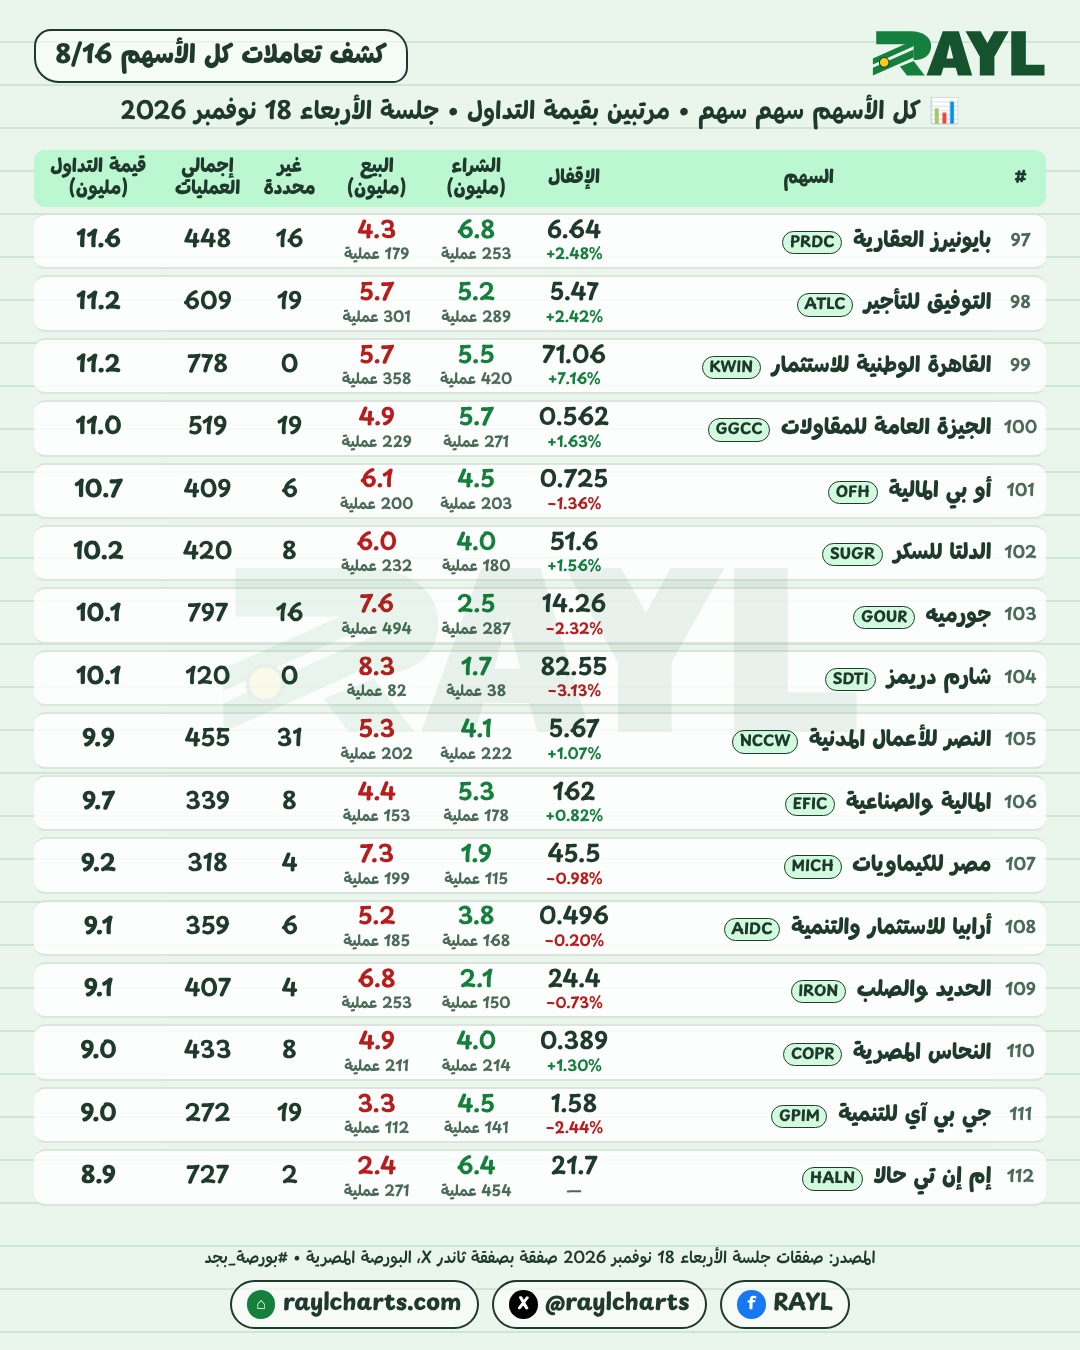 RAYL
كشف تعاملات كل الأسهم 8/16
📊 كل الأسهم سهم سهم • مرتبين بقيمة التداول • جلسة الأربعاء 18 نوفمبر 2026
# السهم الإقفال الشراء (مليون) البيع (مليون) غير محددة إجمالي العمليات قيمة التداول (مليون)
97 بايونيرز العقارية PRDC 6.64 6.8 4.3 16 448 11.6
+2.48% 253 عملية 179 عملية
98 التوفيق للتأجير ATLC 5.47 5.2 5.7 19 609 11.2
+2.42% 289 عملية 301 عملية
99 القاهرة الوطنية للاستثمار KWIN 71.06 5.5 5.7 0 778 11.2
+7.16% 420 عملية 358 عملية
100 الجيزة العامة للمقاولات GGCC 0.562 5.7 4.9 19 519 11.0
+1.63% 271 عملية 229 عملية
101 أو بي المالية OFH 0.725 4.5 6.1 6 409 10.7
−1.36% 203 عملية 200 عملية
102 الدلتا للسكر SUGR 51.6 4.0 6.0 8 420 10.2
+1.56% 180 عملية 232 عملية
103 جورميه GOUR 14.26 2.5 7.6 16 797 10.1
−2.32% 287 عملية 494 عملية
104 شارم دريمز SDTI 82.55 1.7 8.3 0 120 10.1
−3.13% 38 عملية 82 عملية
105 النصر للأعمال المدنية NCCW 5.67 4.1 5.3 31 455 9.9
+1.07% 222 عملية 202 عملية
106 المالية والصناعية EFIC 162 5.3 4.4 8 339 9.7
+0.82% 178 عملية 153 عملية
107 مصر للكيماويات MICH 45.5 1.9 7.3 4 318 9.2
−0.98% 115 عملية 199 عملية
108 أرابيا للاستثمار والتنمية AIDC 0.496 3.8 5.2 6 359 9.1
−0.20% 168 عملية 185 عملية
109 الحديد والصلب IRON 24.4 2.1 6.8 4 407 9.1
−0.73% 150 عملية 253 عملية
110 النحاس المصرية COPR 0.389 4.0 4.9 8 433 9.0
+1.30% 214 عملية 211 عملية
111 جي بي آي للتنمية GPIM 1.58 4.5 3.3 19 272 9.0
−2.44% 141 عملية 112 عملية
112 إم إن تي حالا HALN 21.7 6.4 2.4 2 727 8.9
— 454 عملية 271 عملية
RAYL
المصدر: صفقات جلسة الأربعاء 18 نوفمبر 2026 صفقة بصفقة ثاندر X، البورصة المصرية • #بورصة_بجد
RAYL @raylcharts raylcharts.com